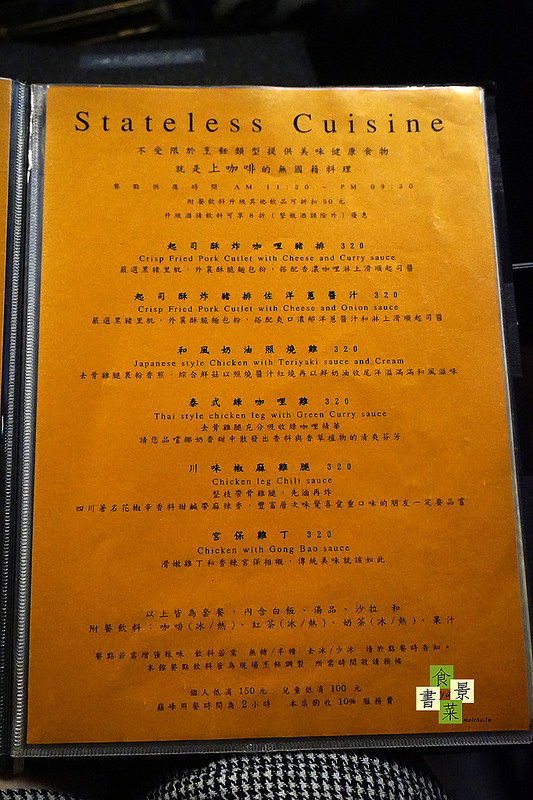 Stateless Cuisine
不受限於烹飪類型提供美味健康食物
就是上咖啡的無國籍料理
餐點供應時間 AM 11:30 - PM 09:30
附餐飲料升級其他飲品可折扣50元
升級酒精飲料可享8折(整瓶酒類除外)優惠
起司酥炸咖哩豬排 320
Crisp Fried Pork Cutlet with Cheese and Curry sauce
嚴選黑豬里肌，外裹酥脆麵包粉，搭配香濃咖哩淋上滑順起司醬
起司酥炸豬排佐洋蔥醬汁 320
Crisp Fried Pork Cutlet with Cheese and Onion sauce
嚴選黑豬里肌，外裹酥脆麵包粉，搭配爽口濃郁洋蔥醬汁和淋上滑順起司醬
和風奶油照燒雞 320
Japanese style Chicken with Teriyaki sauce and Cream
去骨雞腿裹粉香煎，綜合鮮菇以照燒醬汁紅燒再以鮮奶油收尾洋溢滿滿和風滋味
泰式綠咖哩雞 320
Thai style chicken leg with Green Curry sauce
去骨雞腿充分吸收綠咖哩精華
請您品嚐椰奶香甜中散發出香料與香草植物的清爽芬芳
川味椒麻雞腿 320
Chicken leg Chili sauce
整枝帶骨雞腿，先滷再炸
四川著名花椒辛香料甜鹹帶麻辣香，豐富層次味覺喜愛重口味的朋友一定要品嘗
宮保雞丁 320
Chicken with Gong Bao sauce
滑嫩雞丁和香辣宮保相襯，傳統美味就該如此
以上皆為套餐，內含白飯、湯品、沙拉 和
附餐飲料：咖啡(冰/熱)、紅茶(冰/熱)、奶茶(冰/熱)、果汁
餐點若需增強辣味 飲料若需 無糖/半糖 去冰/少冰 請於點餐時告知。
本館餐點飲料皆為現場烹飪調製 所需時間敬請稍候
個人低消 150 元 兒童低消 100 元
巔峰用餐時間為 2 小時 本店酌收 10% 服務費
食
書 景
菜
maicha.tw